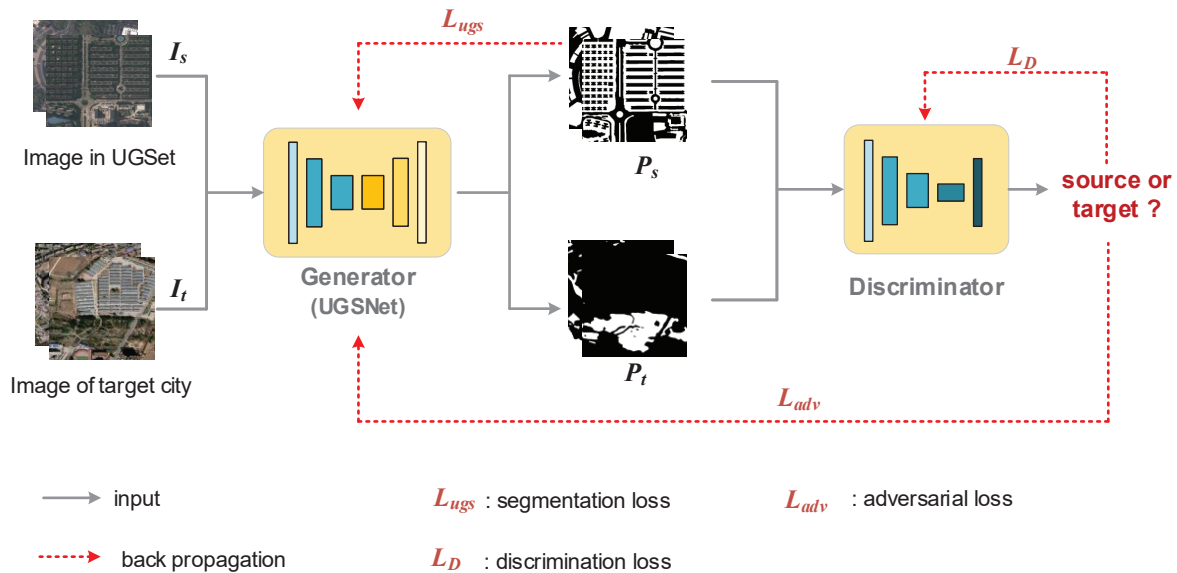 L_ugs
L_D
I_s
Image in UGSet
P_s
source or
target ?
I_t
Generator
(UGSNet)
Discriminator
Image of target city
P_t
L_adv
input
L_ugs : segmentation loss
L_adv : adversarial loss
back propagation
L_D : discrimination loss